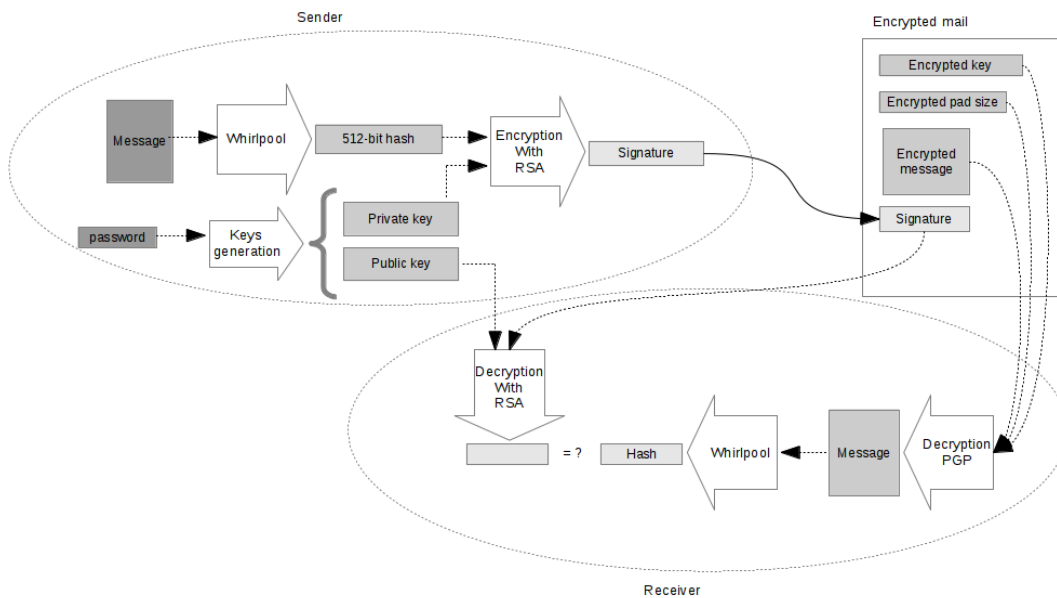 Sender
Message
Whirlpool
512-bit hash
Encryption
With
RSA
Signature
password
Keys
generation
Private key
Public key
Encrypted mail
Encrypted key
Encrypted pad size
Encrypted
message
Signature
Decryption
With
RSA
= ?
Hash
Whirlpool
Message
Decryption
PGP
Receiver